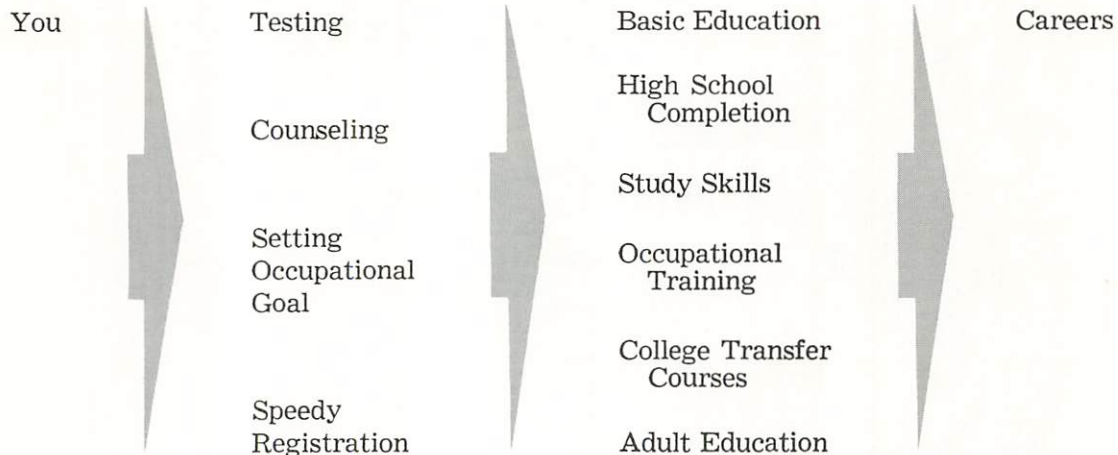 You
Testing
Counseling
Setting
Occupational
Goal
Speedy
Registration
Basic Education
High School
Completion
Study Skills
Occupational
Training
College Transfer
Courses
Adult Education
Careers